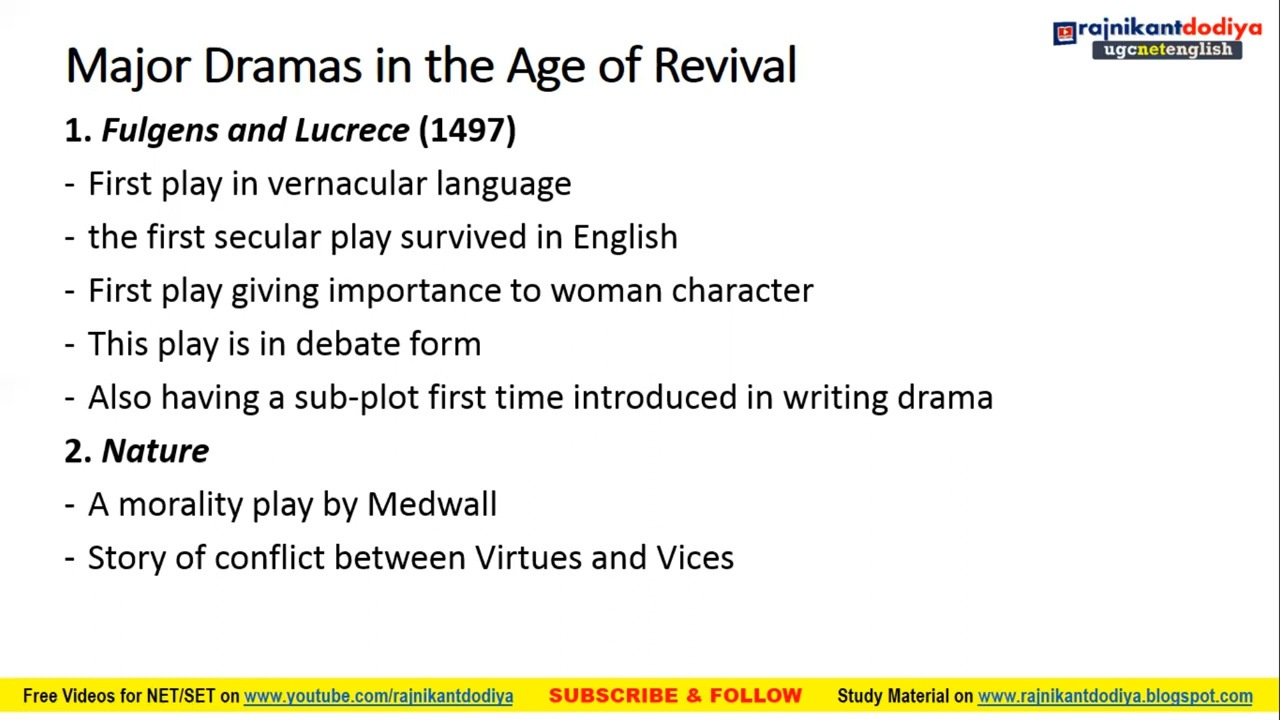 rajnikantdodiya
ugcnetenglish
Major Dramas in the Age of Revival
1. Fulgens and Lucrece (1497)
- First play in vernacular language
- the first secular play survived in English
- First play giving importance to woman character
- This play is in debate form
- Also having a sub-plot first time introduced in writing drama
2. Nature
- A morality play by Medwall
- Story of conflict between Virtues and Vices
Free Videos for NET/SET on www.youtube.com/rajnikantdodiya SUBSCRIBE & FOLLOW Study Material on www.rajnikantdodiya.blogspot.com